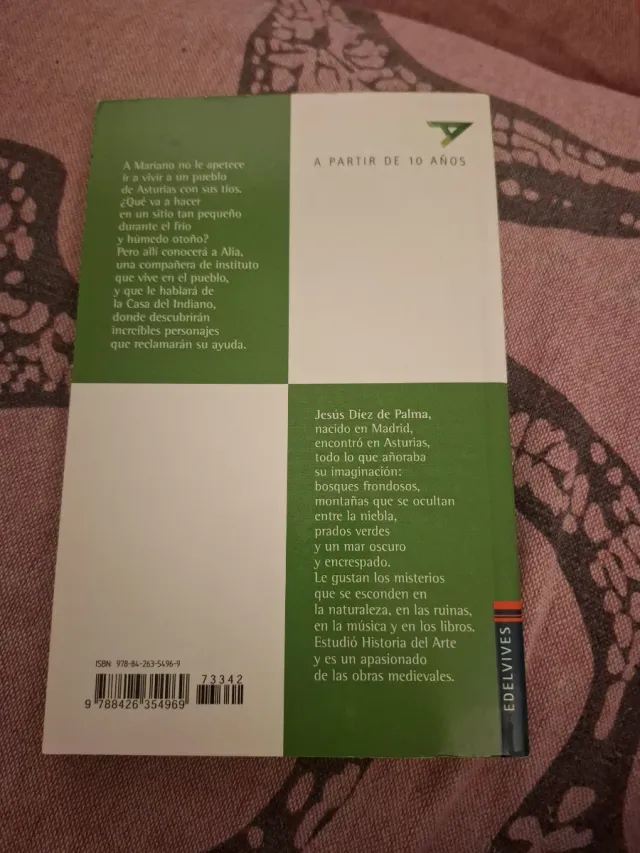 A PARTIR DE 10 AÑOS
A Mariano no le apetece
ir a vivir a un pueblo
de Asturias con sus tíos.
¿Qué va a hacer
en un sitio tan pequeño
durante el frío
y húmedo otoño?
Pero allí conocerá a Alia,
una compañera de instituto
que vive en el pueblo,
y que le hablará de
la Casa del Indiano,
donde descubrirán
increíbles personajes
que reclamarán su ayuda.
Jesús Díez de Palma,
nacido en Madrid,
encontró en Asturias,
todo lo que añoraba
su imaginación:
bosques frondosos,
montañas que se ocultan
entre la niebla,
prados verdes
y un mar oscuro
y encrespado.
Le gustan los misterios
que se esconden en
la naturaleza, en las ruinas,
en la música y en los libros.
Estudió Historia del Arte
y es un apasionado
de las obras medievales.
ISBN: 978-84-263-5496-9
73342
9 788426 354969
EDELVIVES